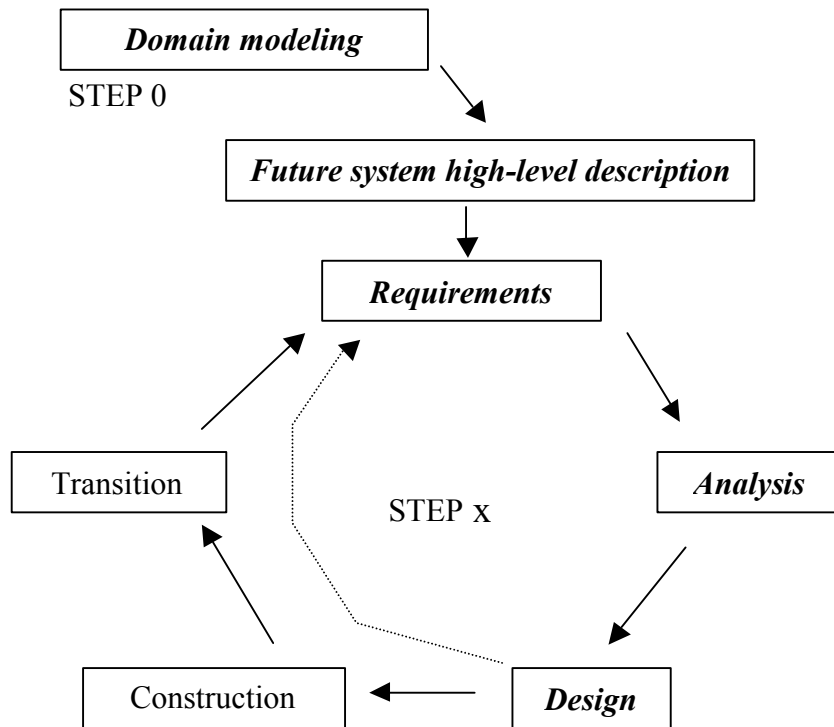 Domain modeling
STEP 0
Future system high-level description
Requirements
Transition
Analysis
STEP x
Construction
Design